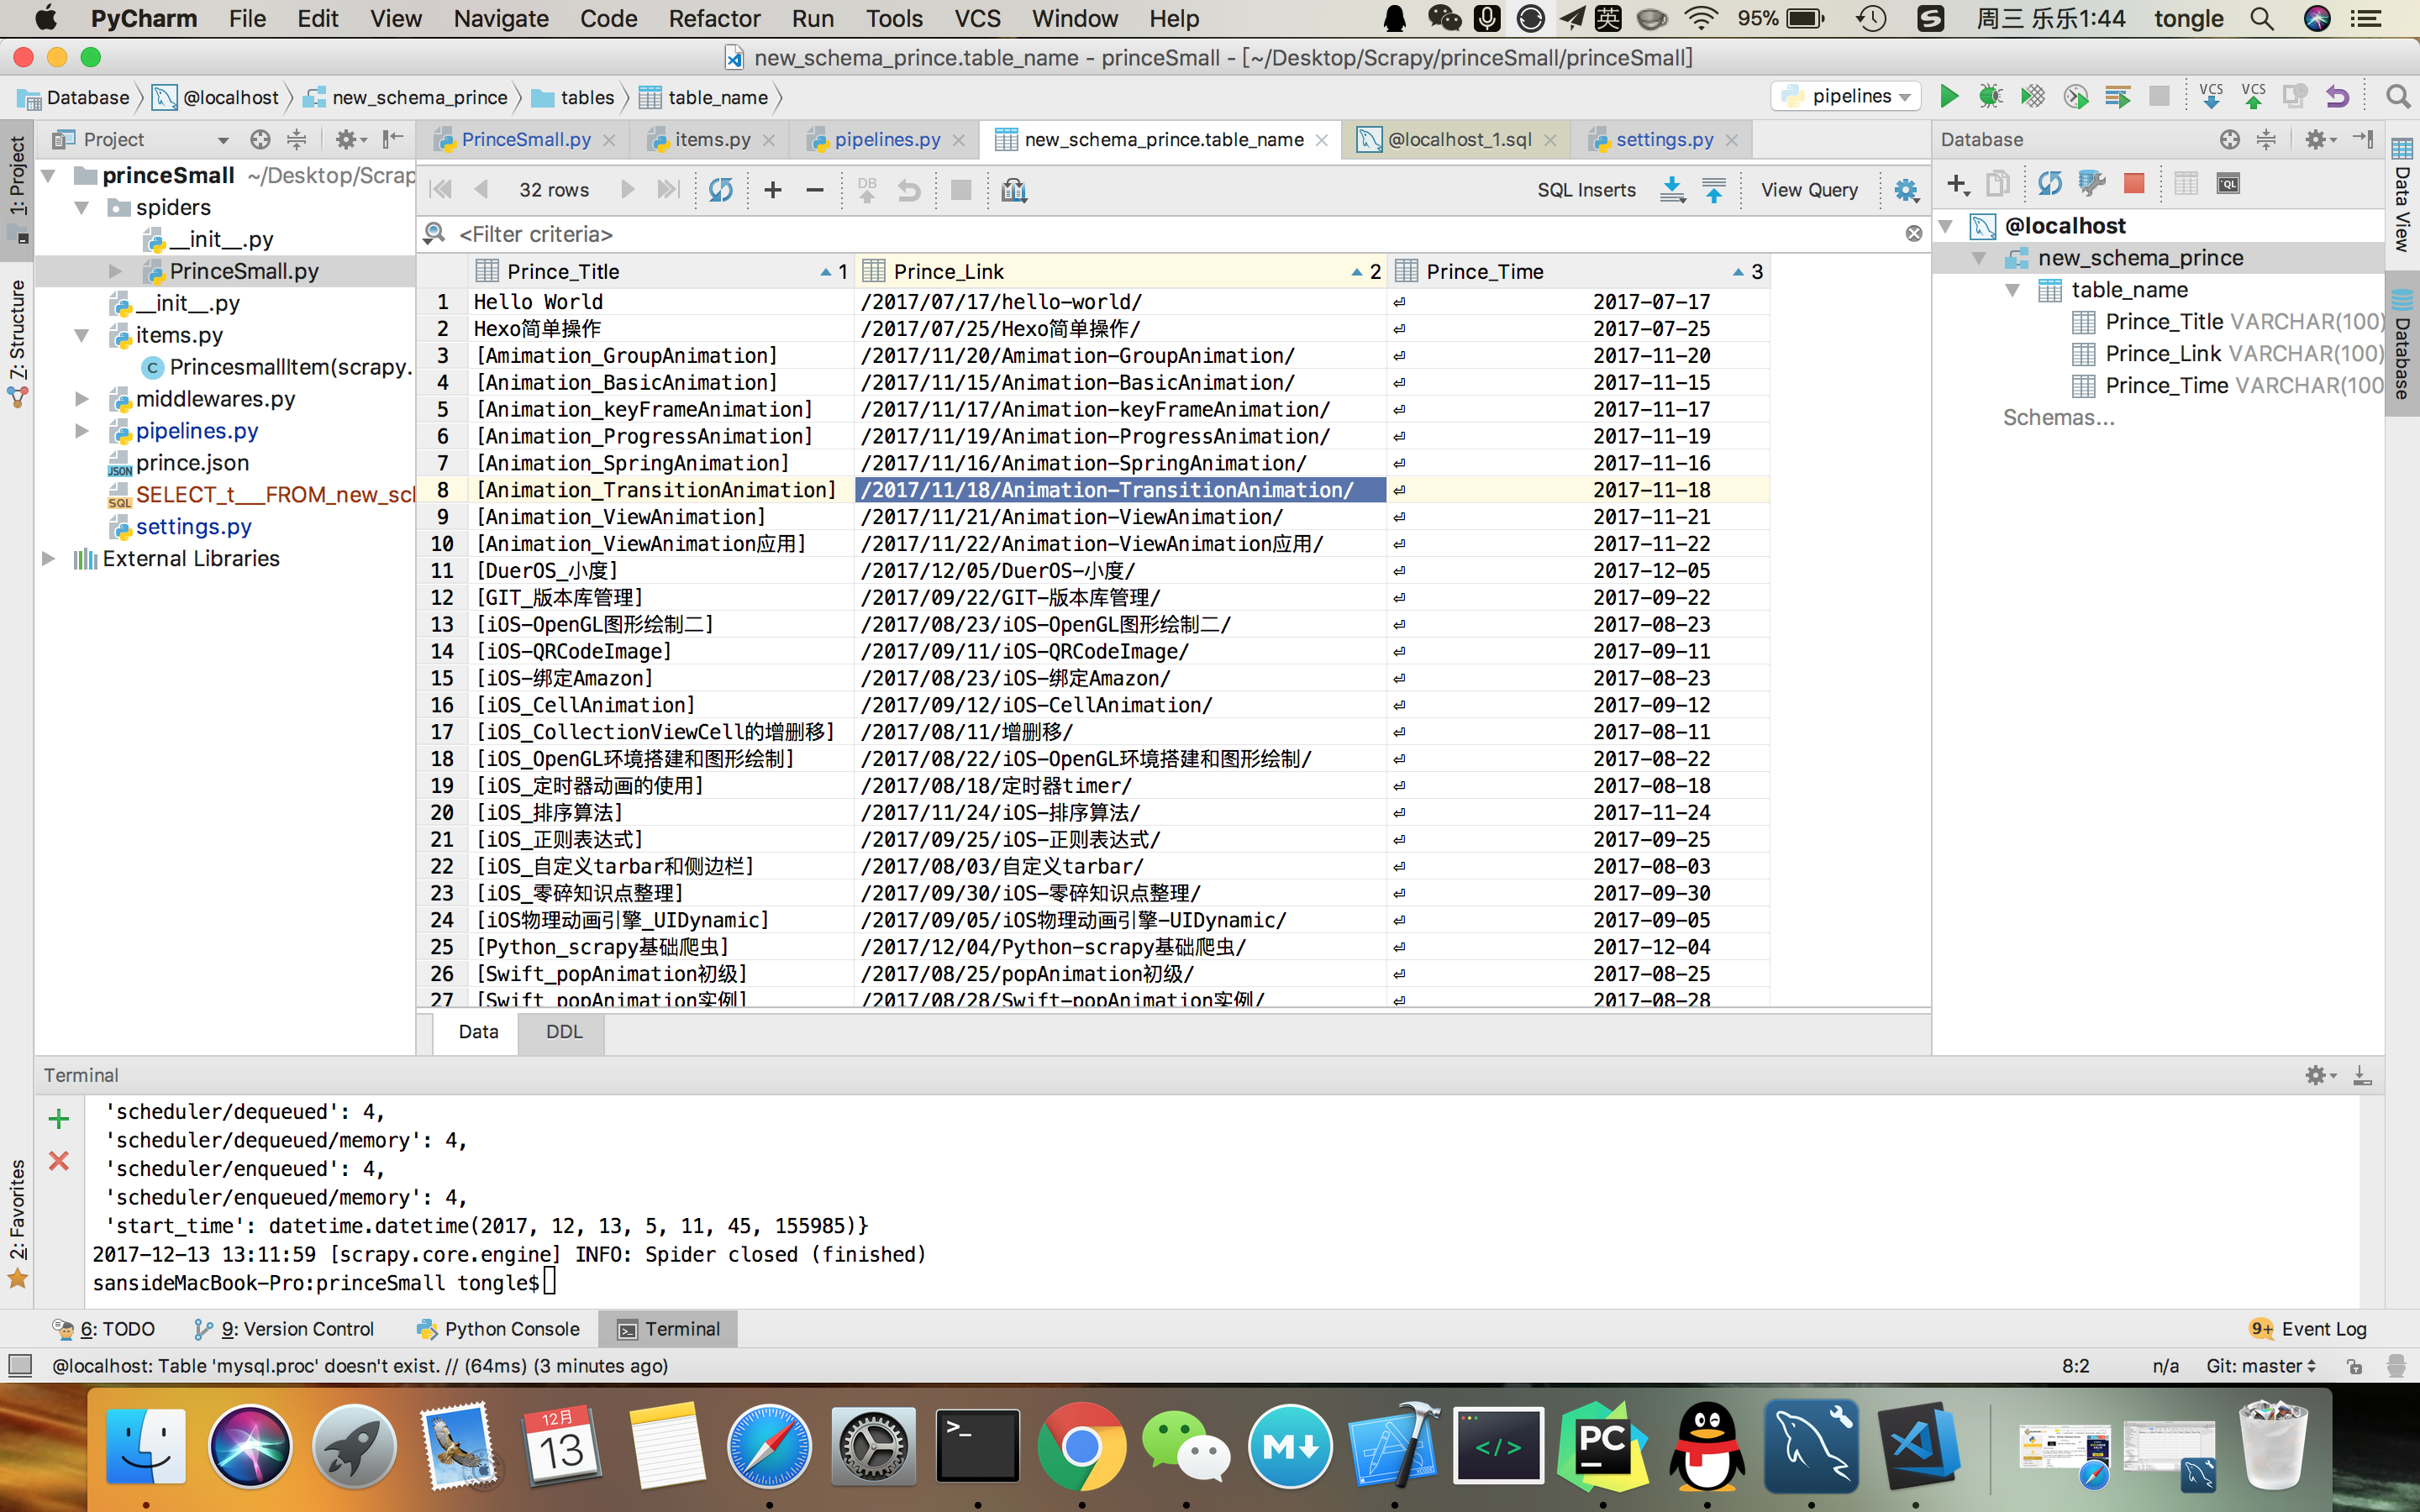 PyCharm File Edit View Navigate Code Refactor Run Tools VCS Window Help 英 95% 周三 乐乐1:44 tongle
new_schema_prince.table_name - princeSmall - [~/Desktop/Scrapy/princeSmall/princeSmall]
Database @localhost new_schema_prince tables table_name pipelines VCS VCS
Project PrinceSmall.py items.py pipelines.py new_schema_prince.table_name @localhost_1.sql settings.py Database
32 rows DB SQL Inserts View Query QL
<Filter criteria>
1: Project
7: Structure
2: Favorites
princeSmall ~/Desktop/Scrap
spiders
__init__.py
PrinceSmall.py
__init__.py
items.py
C PrincesmallItem(scrapy.
middlewares.py
pipelines.py
JSON prince.json
SQL SELECT_t___FROM_new_scl
settings.py
External Libraries
Prince_Title 1 Prince_Link 2 Prince_Time 3
1 Hello World /2017/07/17/hello-world/ ⏎ 2017-07-17
2 Hexo简单操作 /2017/07/25/Hexo简单操作/ ⏎ 2017-07-25
3 [Amimation_GroupAnimation] /2017/11/20/Amimation-GroupAnimation/ ⏎ 2017-11-20
4 [Animation_BasicAnimation] /2017/11/15/Animation-BasicAnimation/ ⏎ 2017-11-15
5 [Animation_keyFrameAnimation] /2017/11/17/Animation-keyFrameAnimation/ ⏎ 2017-11-17
6 [Animation_ProgressAnimation] /2017/11/19/Animation-ProgressAnimation/ ⏎ 2017-11-19
7 [Animation_SpringAnimation] /2017/11/16/Animation-SpringAnimation/ ⏎ 2017-11-16
8 [Animation_TransitionAnimation] /2017/11/18/Animation-TransitionAnimation/ ⏎ 2017-11-18
9 [Animation_ViewAnimation] /2017/11/21/Animation-ViewAnimation/ ⏎ 2017-11-21
10 [Animation_ViewAnimation应用] /2017/11/22/Animation-ViewAnimation应用/ ⏎ 2017-11-22
11 [DuerOS_小度] /2017/12/05/DuerOS-小度/ ⏎ 2017-12-05
12 [GIT_版本库管理] /2017/09/22/GIT-版本库管理/ ⏎ 2017-09-22
13 [iOS-OpenGL图形绘制二] /2017/08/23/iOS-OpenGL图形绘制二/ ⏎ 2017-08-23
14 [iOS-QRCodeImage] /2017/09/11/iOS-QRCodeImage/ ⏎ 2017-09-11
15 [iOS-绑定Amazon] /2017/08/23/iOS-绑定Amazon/ ⏎ 2017-08-23
16 [iOS_CellAnimation] /2017/09/12/iOS-CellAnimation/ ⏎ 2017-09-12
17 [iOS_CollectionViewCell的增删移] /2017/08/11/增删移/ ⏎ 2017-08-11
18 [iOS_OpenGL环境搭建和图形绘制] /2017/08/22/iOS-OpenGL环境搭建和图形绘制/ ⏎ 2017-08-22
19 [iOS_定时器动画的使用] /2017/08/18/定时器timer/ ⏎ 2017-08-18
20 [iOS_排序算法] /2017/11/24/iOS-排序算法/ ⏎ 2017-11-24
21 [iOS_正则表达式] /2017/09/25/iOS-正则表达式/ ⏎ 2017-09-25
22 [iOS_自定义tarbar和侧边栏] /2017/08/03/自定义tarbar/ ⏎ 2017-08-03
23 [iOS_零碎知识点整理] /2017/09/30/iOS-零碎知识点整理/ ⏎ 2017-09-30
24 [iOS物理动画引擎_UIDynamic] /2017/09/05/iOS物理动画引擎-UIDynamic/ ⏎ 2017-09-05
25 [Python_scrapy基础爬虫] /2017/12/04/Python-scrapy基础爬虫/ ⏎ 2017-12-04
26 [Swift_popAnimation初级] /2017/08/25/popAnimation初级/ ⏎ 2017-08-25
27 [Swift_popAnimation实例] /2017/08/28/Swift-popAnimation实例/ ⏎ 2017-08-28
Data DDL
@localhost
new_schema_prince
table_name
Prince_Title VARCHAR(100)
Prince_Link VARCHAR(100)
Prince_Time VARCHAR(100
Schemas...
Data View
Database
Terminal
'scheduler/dequeued': 4,
'scheduler/dequeued/memory': 4,
'scheduler/enqueued': 4,
'scheduler/enqueued/memory': 4,
'start_time': datetime.datetime(2017, 12, 13, 5, 11, 45, 155985)}
2017-12-13 13:11:59 [scrapy.core.engine] INFO: Spider closed (finished)
sansideMacBook-Pro:princeSmall tongle$
6: TODO 9: Version Control Python Console Terminal 9+ Event Log
@localhost: Table 'mysql.proc' doesn't exist. // (64ms) (3 minutes ago) 8:2 n/a Git: master
12月
13
>_
M↓
</>
PC